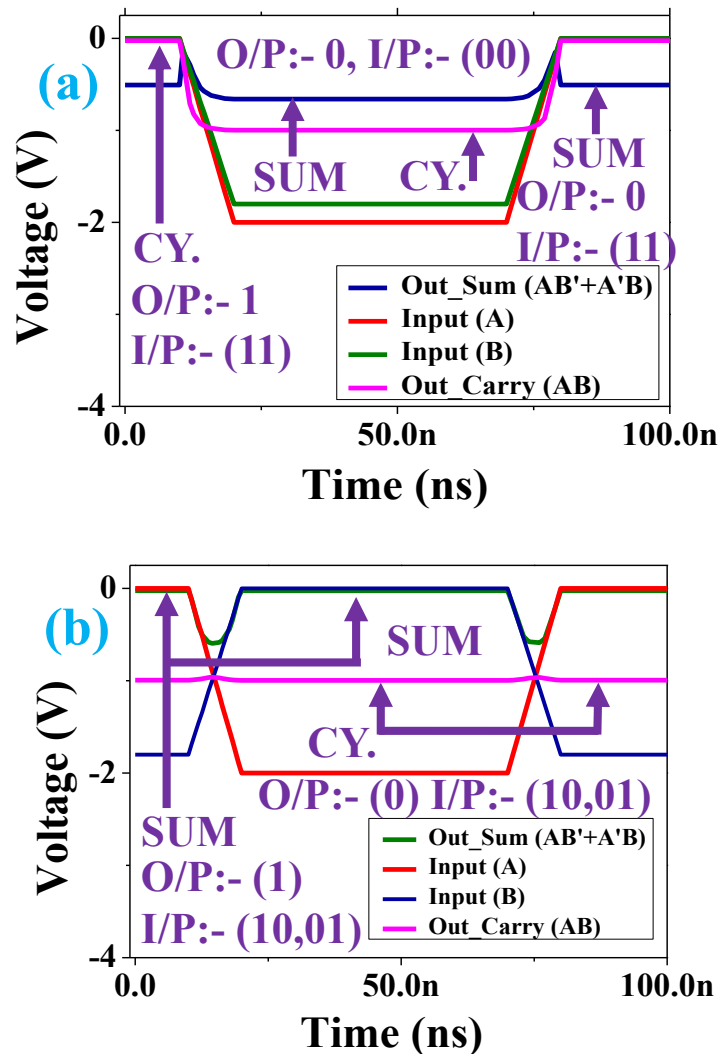 (a)
Voltage (V)
0
-2
-4
O/P:- 0, I/P:- (00)
SUM
CY.
SUM
O/P:- 0
I/P:- (11)
CY.
O/P:- 1
I/P:- (11)
Out_Sum (AB'+A'B)
Input (A)
Input (B)
Out_Carry (AB)
0.0
50.0n
100.0n
Time (ns)
(b)
Voltage (V)
0
-2
-4
SUM
CY.
O/P:- (0) I/P:- (10,01)
SUM
O/P:- (1)
I/P:- (10,01)
Out_Sum (AB'+A'B)
Input (A)
Input (B)
Out_Carry (AB)
0.0
50.0n
100.0n
Time (ns)